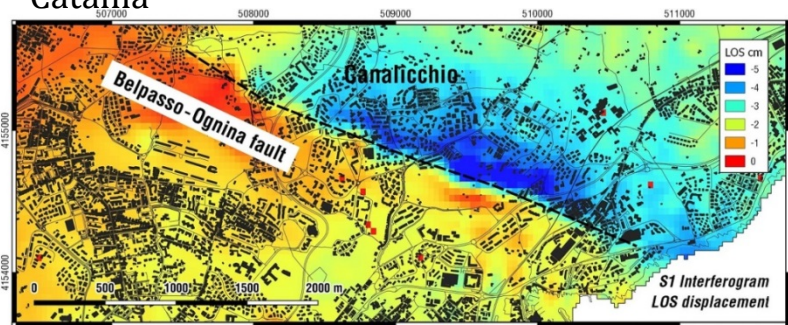 Catania
507000 508000 509000 510000 511000
4155000
4154000
Canalicchio
Belpasso-Ognina fault
LOS cm
-5
-4
-3
-2
-1
0
0 500 1000 1500 2000 m
S1 Interferogram
LOS displacement